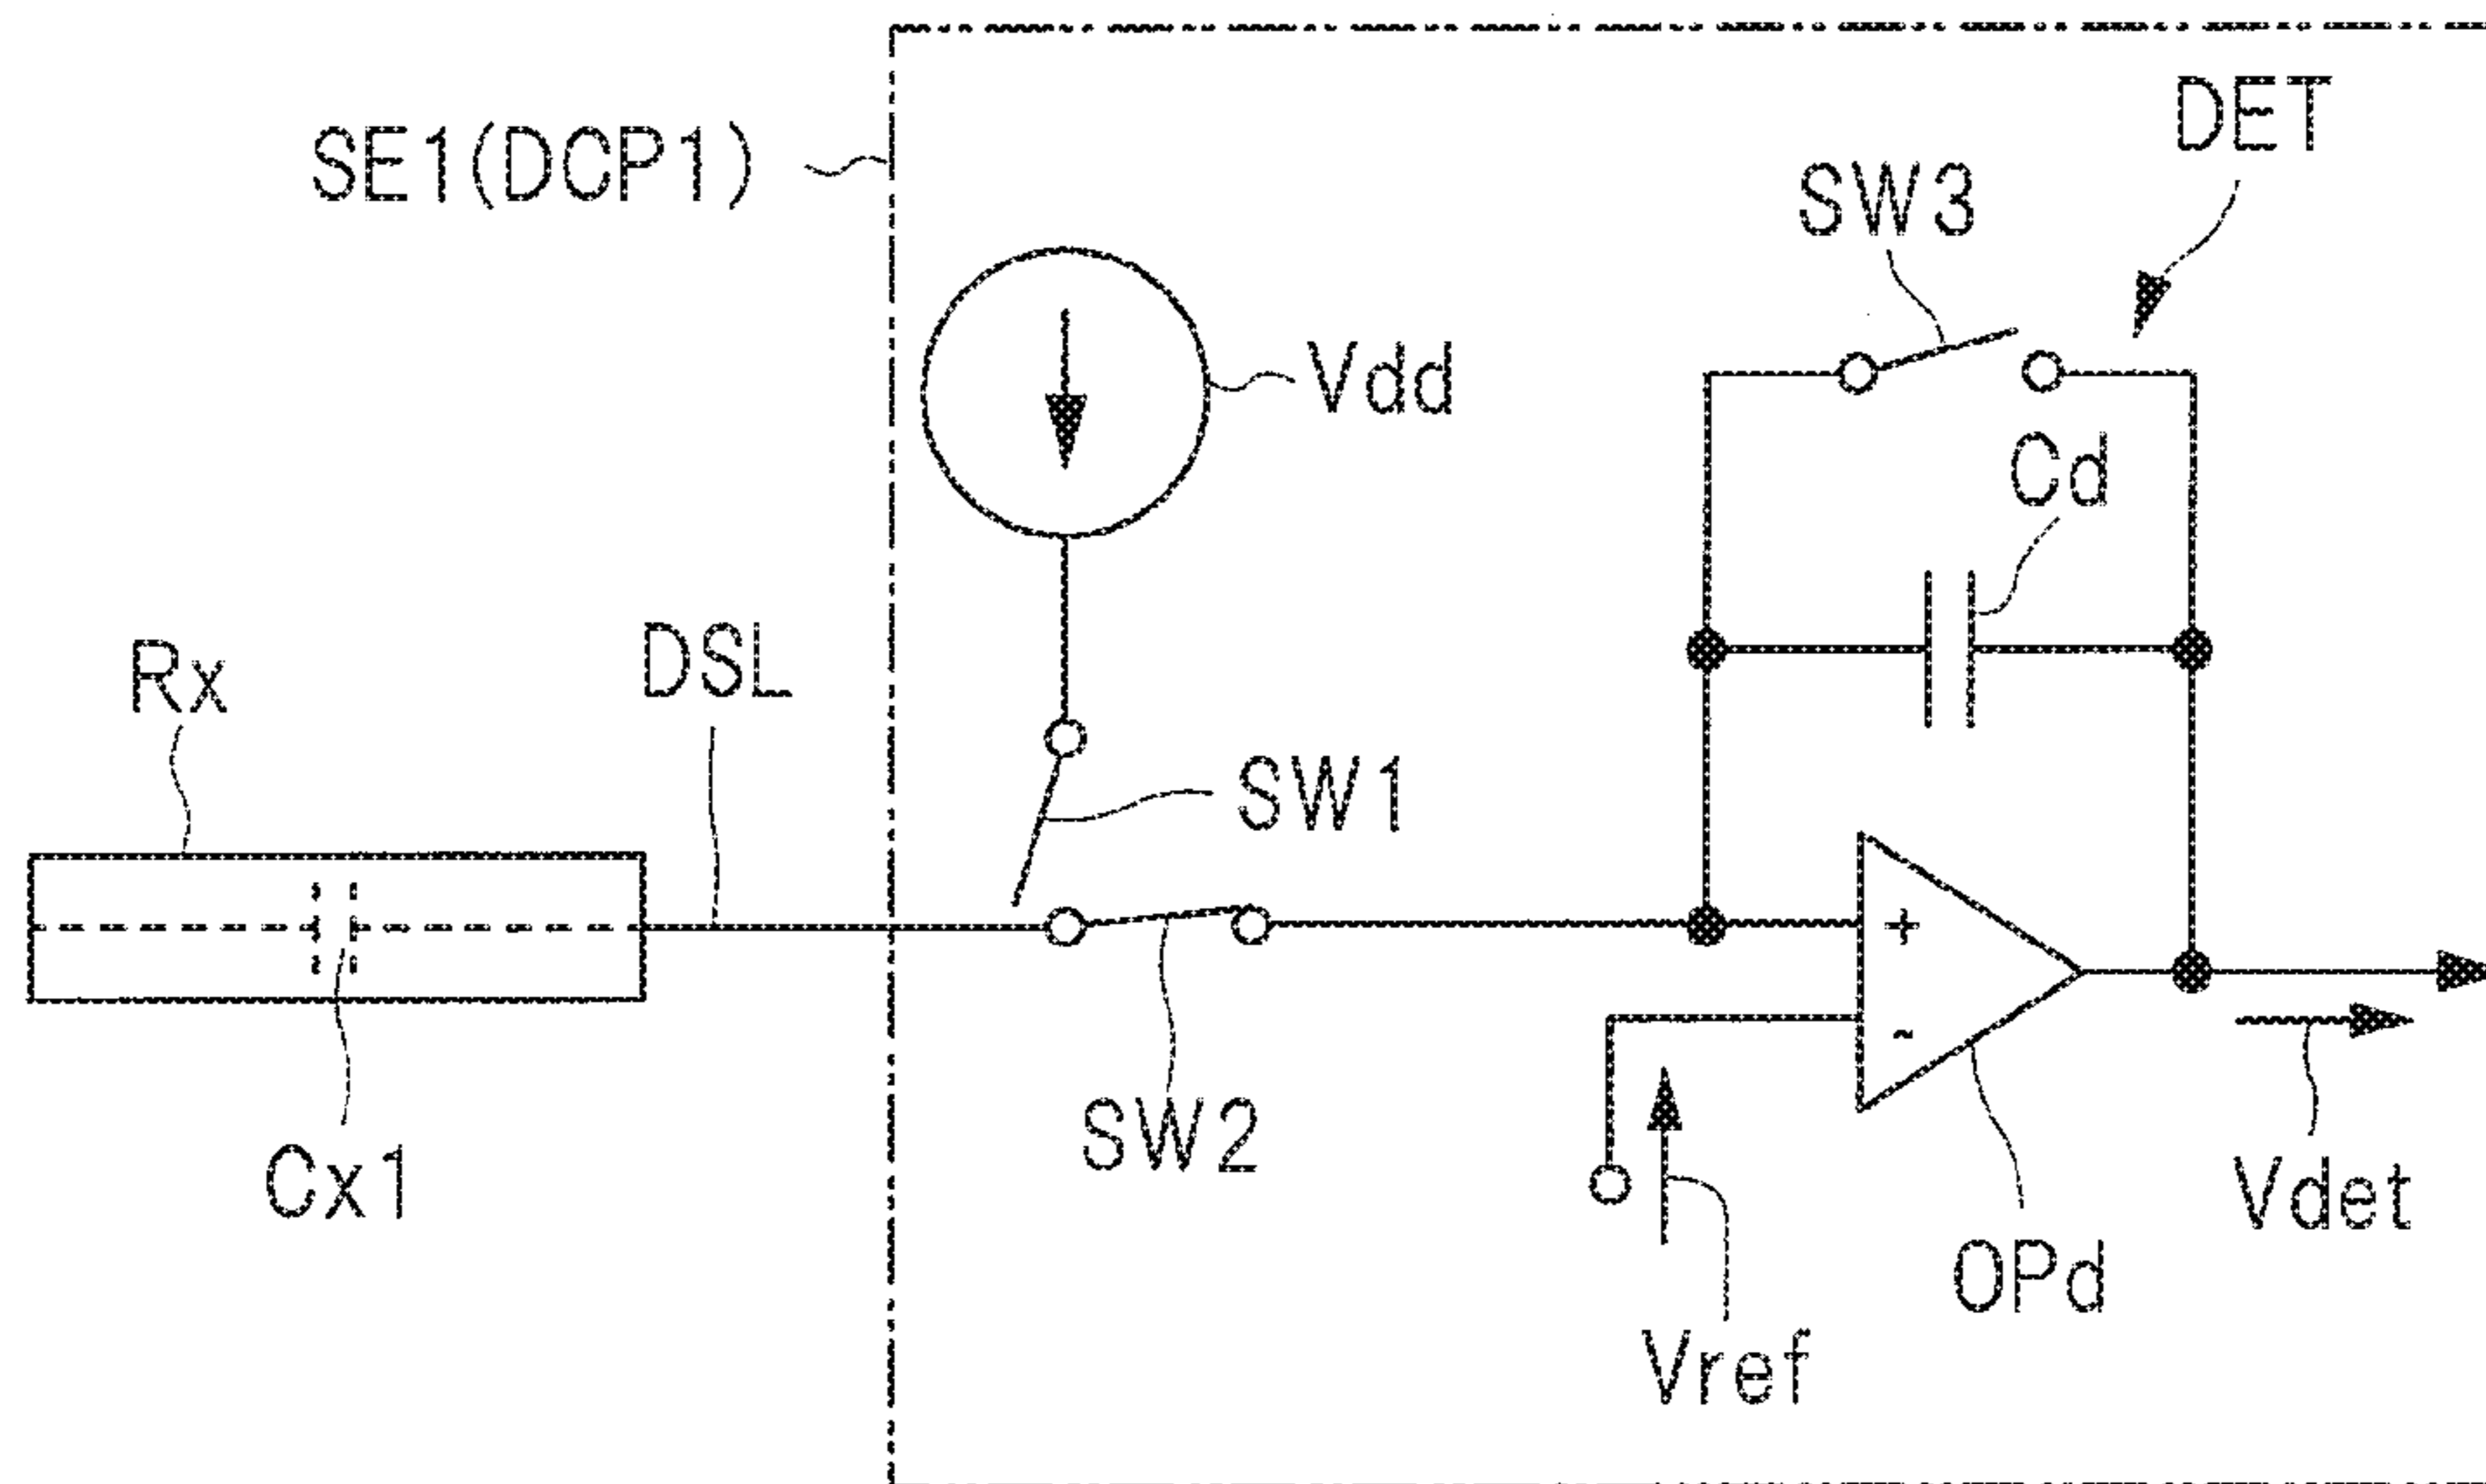 DET
SE1(DCP1)
SW3
Vdd
Cd
Rx
DSL
SW1
+
-
Cx1
SW2
Vdet
OPd
Vref